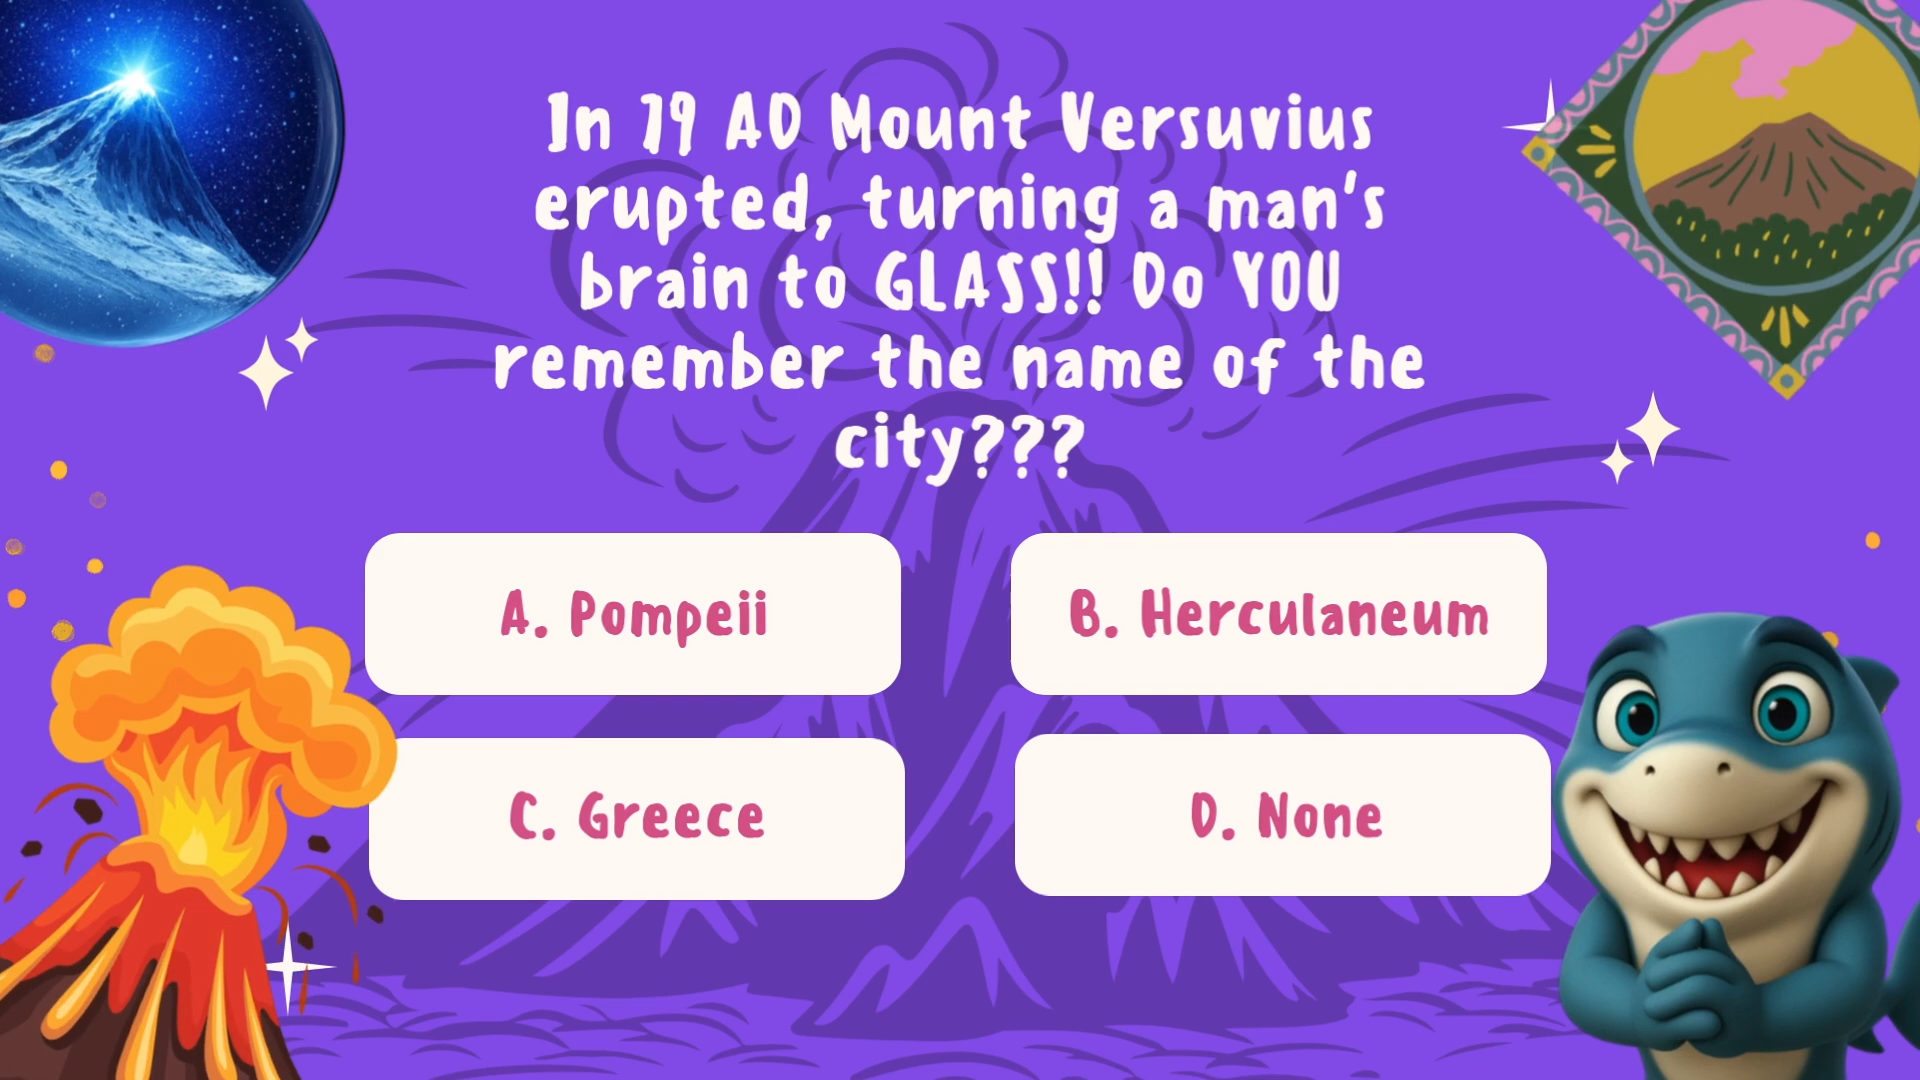 In 79 AD Mount Versuvius
erupted, turning a man's
brain to GLASS!! Do YOU
remember the name of the
city???
A. Pompeii
B. Herculaneum
C. Greece
D. None